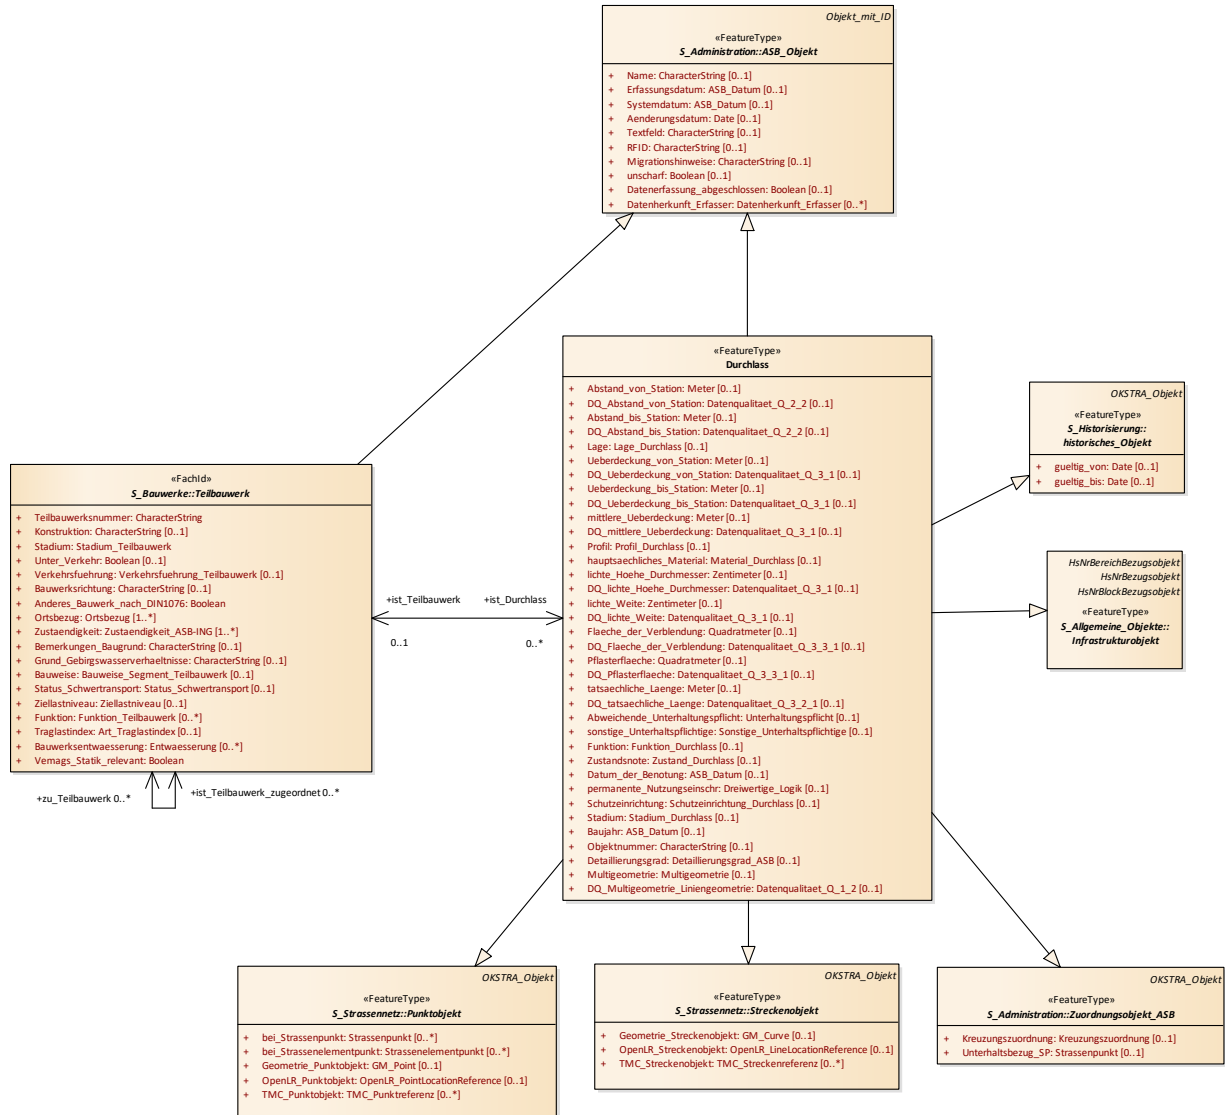 Objekt_mit_ID
«FeatureType»
S_Administration::ASB_Objekt
+ Name: CharacterString [0..1]
+ Erfassungsdatum: ASB_Datum [0..1]
+ Systemdatum: ASB_Datum [0..1]
+ Aenderungsdatum: Date [0..1]
+ Textfeld: CharacterString [0..1]
+ RFID: CharacterString [0..1]
+ Migrationshinweise: CharacterString [0..1]
+ unscharf: Boolean [0..1]
+ Datenerfassung_abgeschlossen: Boolean [0..1]
+ Datenherkunft_Erfasser: Datenherkunft_Erfasser [0..*]
«FeatureType»
Durchlass
+ Abstand_von_Station: Meter [0..1]
+ DQ_Abstand_von_Station: Datenqualitaet_Q_2_2 [0..1]
+ Abstand_bis_Station: Meter [0..1]
+ DQ_Abstand_bis_Station: Datenqualitaet_Q_2_2 [0..1]
+ Lage: Lage_Durchlass [0..1]
+ Ueberdeckung_von_Station: Meter [0..1]
+ DQ_Ueberdeckung_von_Station: Datenqualitaet_Q_3_1 [0..1]
+ Ueberdeckung_bis_Station: Meter [0..1]
+ DQ_Ueberdeckung_bis_Station: Datenqualitaet_Q_3_1 [0..1]
+ mittlere_Ueberdeckung: Meter [0..1]
+ DQ_mittlere_Ueberdeckung: Datenqualitaet_Q_3_1 [0..1]
+ Profil: Profil_Durchlass [0..1]
+ hauptsaechliches_Material: Material_Durchlass [0..1]
+ lichte_Hoehe_Durchmesser: Zentimeter [0..1]
+ DQ_lichte_Hoehe_Durchmesser: Datenqualitaet_Q_3_1 [0..1]
+ lichte_Weite: Zentimeter [0..1]
+ DQ_lichte_Weite: Datenqualitaet_Q_3_1 [0..1]
+ Flaeche_der_Verblendung: Quadratmeter [0..1]
+ DQ_Flaeche_der_Verblendung: Datenqualitaet_Q_3_3_1 [0..1]
+ Pflasterflaeche: Quadratmeter [0..1]
+ DQ_Pflasterflaeche: Datenqualitaet_Q_3_3_1 [0..1]
+ tatsaechliche_Laenge: Meter [0..1]
+ DQ_tatsaechliche_Laenge: Datenqualitaet_Q_3_2_1 [0..1]
+ Abweichende_Unterhaltungspflicht: Unterhaltungspflicht [0..1]
+ sonstige_Unterhaltspflichtige: Sonstige_Unterhaltspflichtige [0..1]
+ Funktion: Funktion_Durchlass [0..1]
+ Zustandsnote: Zustand_Durchlass [0..1]
+ Datum_der_Benotung: ASB_Datum [0..1]
+ permanente_Nutzungseinschr: Dreiwertige_Logik [0..1]
+ Schutzeinrichtung: Schutzeinrichtung_Durchlass [0..1]
+ Stadium: Stadium_Durchlass [0..1]
+ Baujahr: ASB_Datum [0..1]
+ Objektnummer: CharacterString [0..1]
+ Detaillierungsgrad: Detaillierungsgrad_ASB [0..1]
+ Multigeometrie: Multigeometrie [0..1]
+ DQ_Multigeometrie_Liniengeometrie: Datenqualitaet_Q_1_2 [0..1]
OKSTRA_Objekt
«FeatureType»
S_Historisierung::
historisches_Objekt
+ gueltig_von: Date [0..1]
+ gueltig_bis: Date [0..1]
«FachId»
S_Bauwerke::Teilbauwerk
+ Teilbauwerksnummer: CharacterString
+ Konstruktion: CharacterString [0..1]
+ Stadium: Stadium_Teilbauwerk
+ Unter_Verkehr: Boolean [0..1]
+ Verkehrsfuehrung: Verkehrsfuehrung_Teilbauwerk [0..1]
+ Bauwerksrichtung: CharacterString [0..1]
+ Anderes_Bauwerk_nach_DIN1076: Boolean
+ Ortsbezug: Ortsbezug [1..*]
+ Zustaendigkeit: Zustaendigkeit_ASB-ING [1..*]
+ Bemerkungen_Baugrund: CharacterString [0..1]
+ Grund_Gebirgswasserverhaeltnisse: CharacterString [0..1]
+ Bauweise: Bauweise_Segment_Teilbauwerk [0..1]
+ Status_Schwertransport: Status_Schwertransport [0..1]
+ Ziellastniveau: Ziellastniveau [0..1]
+ Funktion: Funktion_Teilbauwerk [0..*]
+ Traglastindex: Art_Traglastindex [0..1]
+ Bauwerksentwaesserung: Entwaesserung [0..*]
+ Vemags_Statik_relevant: Boolean
+ist_Teilbauwerk
+ist_Durchlass
0..1
0..*
+zu_Teilbauwerk 0..*
+ist_Teilbauwerk_zugeordnet 0..*
HsNrBereichBezugsobjekt
HsNrBezugsobjekt
HsNrBlockBezugsobjekt
«FeatureType»
S_Allgemeine_Objekte::
Infrastrukturobjekt
OKSTRA_Objekt
«FeatureType»
S_Strassennetz::Punktobjekt
+ bei_Strassenpunkt: Strassenpunkt [0..*]
+ bei_Strassenelementpunkt: Strassenelementpunkt [0..*]
+ Geometrie_Punktobjekt: GM_Point [0..1]
+ OpenLR_Punktobjekt: OpenLR_PointLocationReference [0..1]
+ TMC_Punktobjekt: TMC_Punktreferenz [0..*]
OKSTRA_Objekt
«FeatureType»
S_Strassennetz::Streckenobjekt
+ Geometrie_Streckenobjekt: GM_Curve [0..1]
+ OpenLR_Streckenobjekt: OpenLR_LineLocationReference [0..1]
+ TMC_Streckenobjekt: TMC_Streckenreferenz [0..*]
OKSTRA_Objekt
«FeatureType»
S_Administration::Zuordnungsobjekt_ASB
+ Kreuzungszuordnung: Kreuzungszuordnung [0..1]
+ Unterhaltsbezug_SP: Strassenpunkt [0..1]